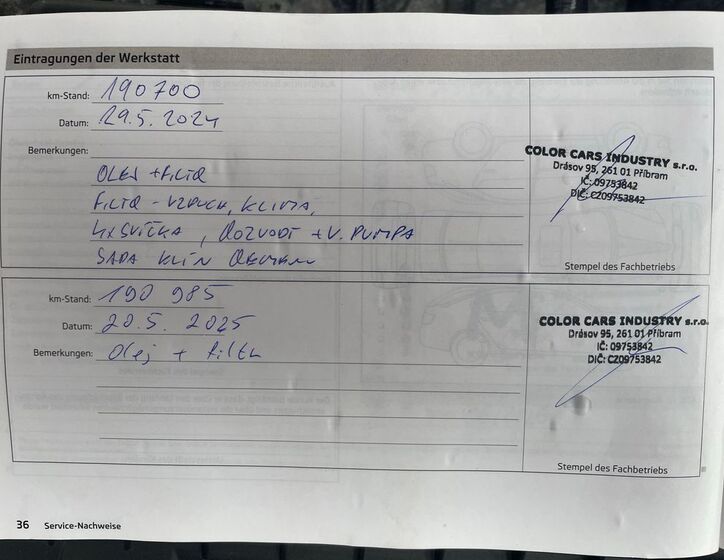 Eintragungen der Werkstatt
km-Stand: 190700
Datum: 29.5. 2024
Bemerkungen:
OLEJ + FILTR
FILTR - VZDUCH, KLIMA,
4x SVÍČKA, ROZVODY + V. PUMPA
SADA KLÍN. ŘEMENU
COLOR CARS INDUSTRY s.r.o.
Drásov 95, 261 01 Příbram
IČ: 09753842
DIČ: CZ09753842
Stempel des Fachbetriebs
km-Stand: 190 985
Datum: 20.5. 2025
Bemerkungen: Olej + filtr
COLOR CARS INDUSTRY s.r.o.
Drásov 95, 261 01 Příbram
IČ: 09753842
DIČ: CZ09753842
Stempel des Fachbetriebs
36 Service-Nachweise